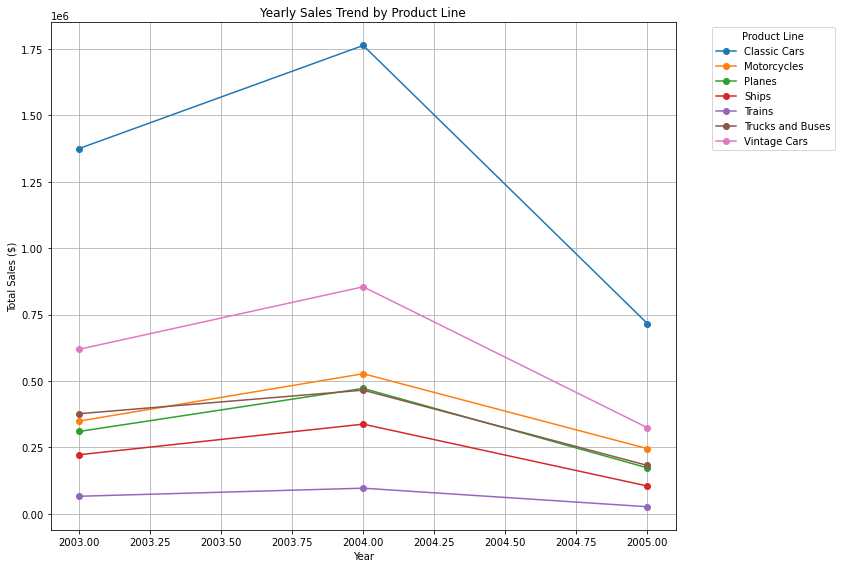 Yearly Sales Trend by Product Line
1e6
1.75
1.50
1.25
1.00
0.75
0.50
0.25
0.00
Total Sales ($)
2003.00 2003.25 2003.50 2003.75 2004.00 2004.25 2004.50 2004.75 2005.00
Year
Product Line
Classic Cars
Motorcycles
Planes
Ships
Trains
Trucks and Buses
Vintage Cars